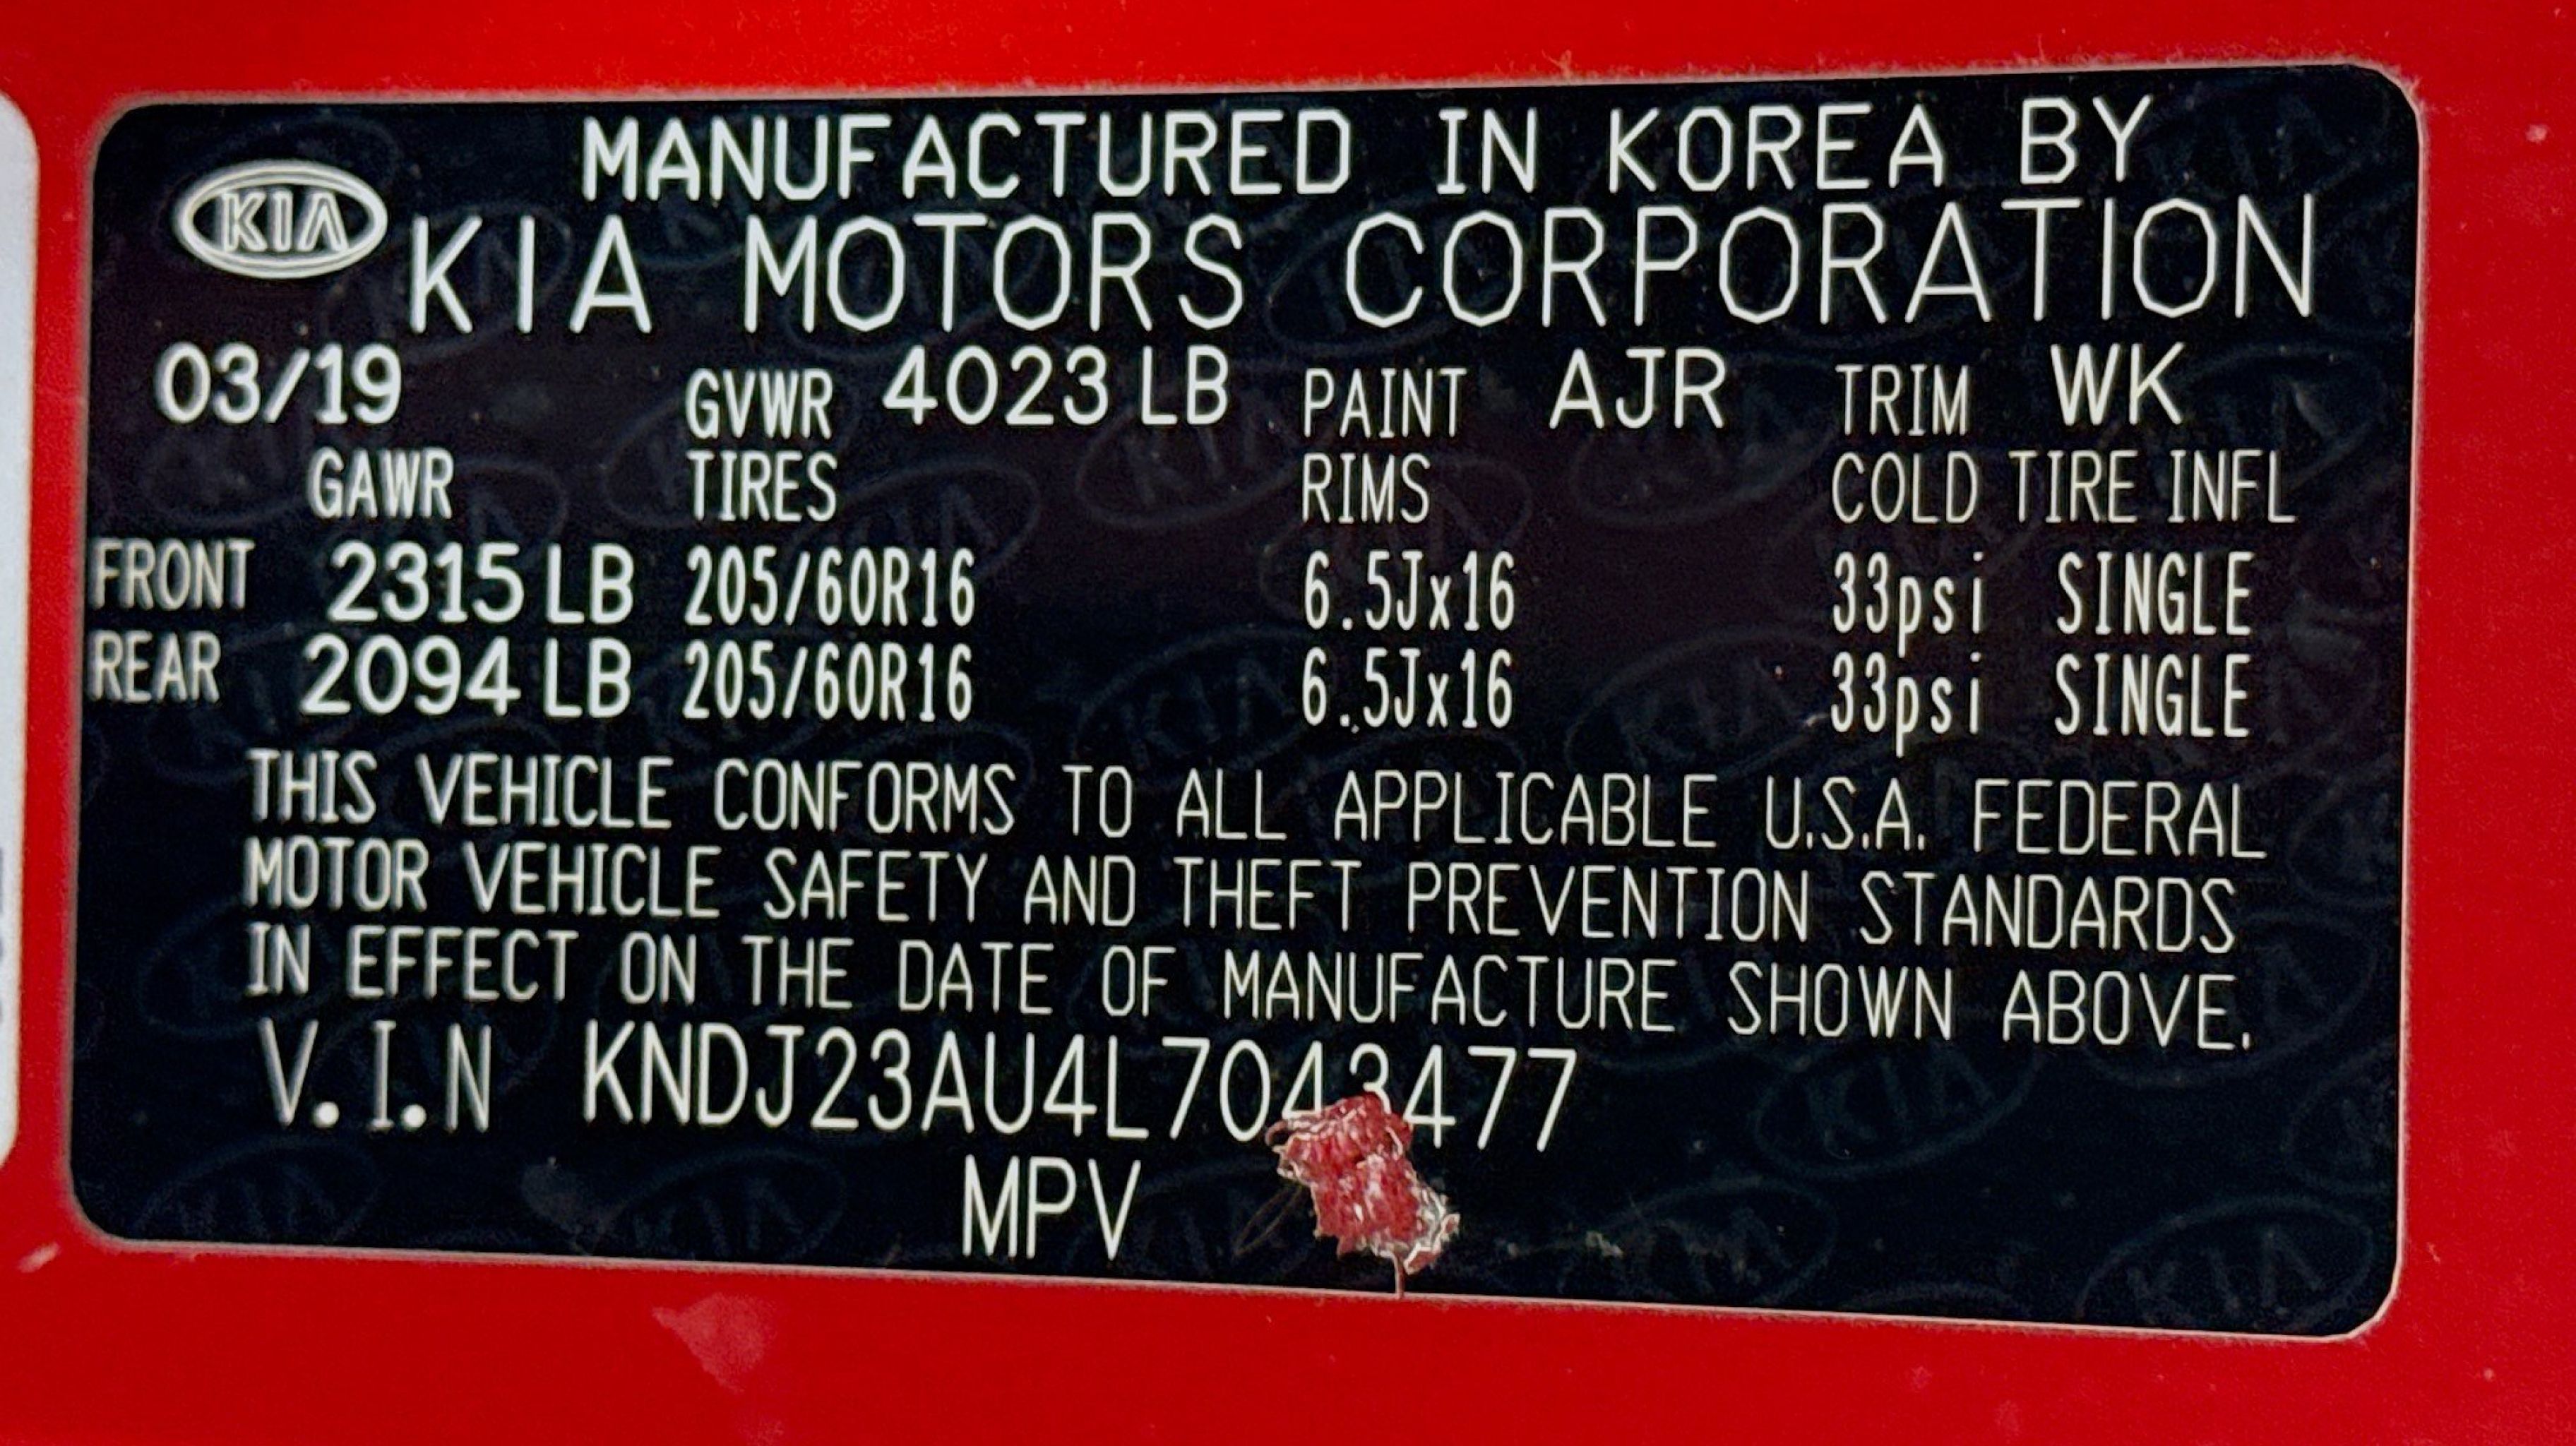 MANUFACTURED IN KOREA BY
KIA KIA MOTORS CORPORATION
03/19 GVWR 4023 LB PAINT AJR TRIM WK
GAWR TIRES RIMS COLD TIRE INFL
FRONT 2315 LB 205/60R16 6.5Jx16 33psi SINGLE
REAR 2094 LB 205/60R16 6.5Jx16 33psi SINGLE
THIS VEHICLE CONFORMS TO ALL APPLICABLE U.S.A. FEDERAL
MOTOR VEHICLE SAFETY AND THEFT PREVENTION STANDARDS
IN EFFECT ON THE DATE OF MANUFACTURE SHOWN ABOVE.
V.I.N KNDJ23AU4L7043477
MPV